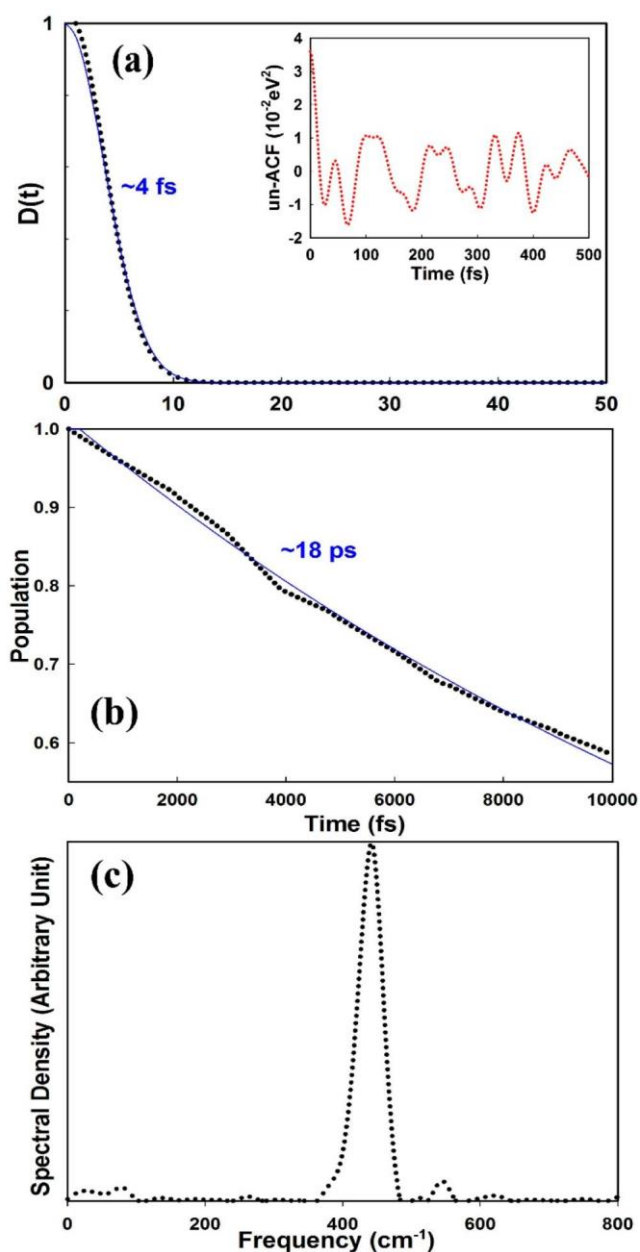 (a)
1
D(t)
~4 fs
0
0 10 20 30 40 50
un-ACF (10⁻²eV²)
4
3
2
1
0
-1
-2
0 100 200 300 400 500
Time (fs)
(b)
Population
1.0
0.9
0.8
0.7
0.6
~18 ps
0 2000 4000 6000 8000 10000
Time (fs)
(c)
Spectral Density (Arbitrary Unit)
0 200 400 600 800
Frequency (cm⁻¹)